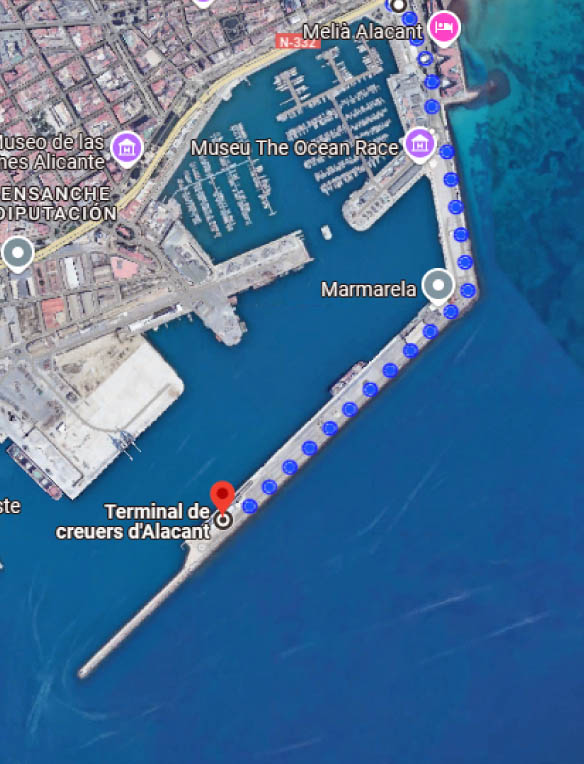 Melià Alacant
N-332
Museo de las
nes Alicante
Museu The Ocean Race
ENSANCHE
DIPUTACIÓN
Marmarela
ste
Terminal de
creuers d'Alacant